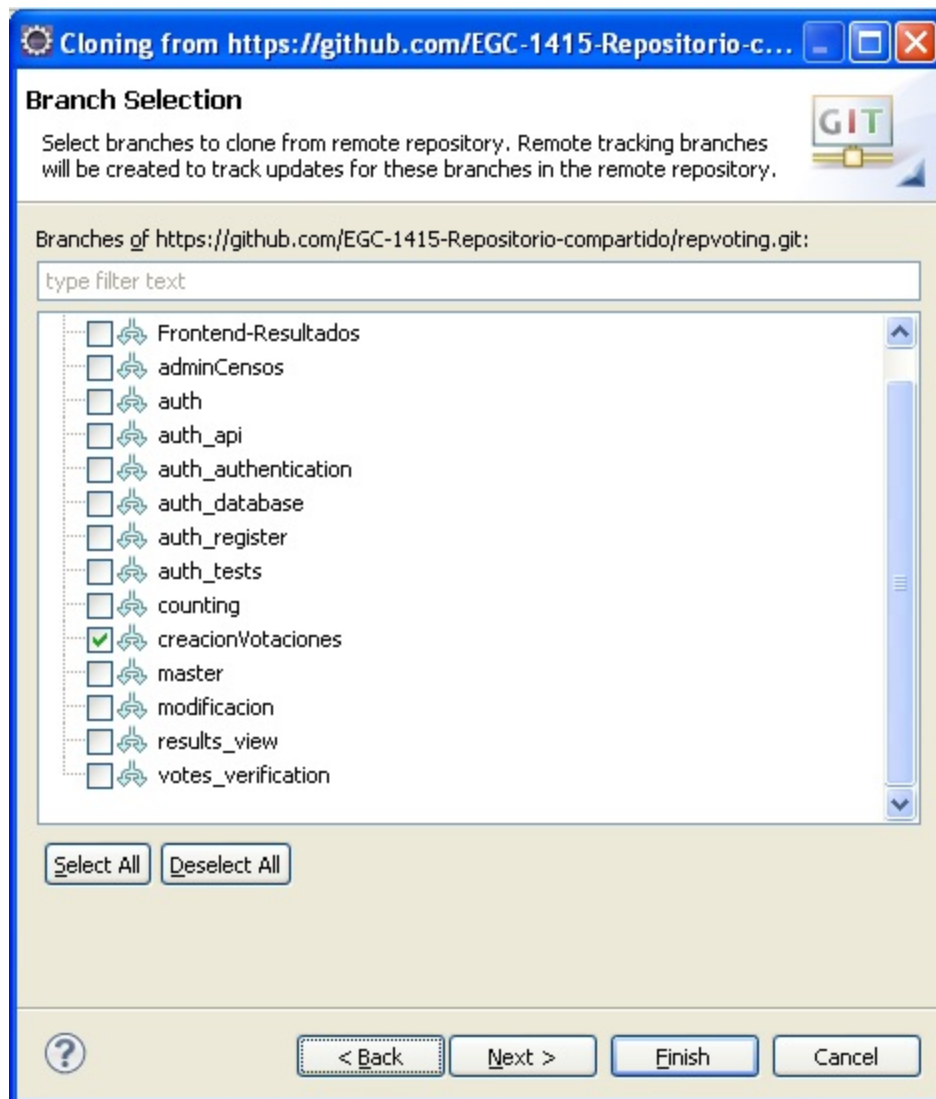 Cloning from https://github.com/EGC-1415-Repositorio-c...
Branch Selection
GIT
Select branches to clone from remote repository. Remote tracking branches
will be created to track updates for these branches in the remote repository.
Branches of https://github.com/EGC-1415-Repositorio-compartido/repvoting.git:
type filter text
Frontend-Resultados
adminCensos
auth
auth_api
auth_authentication
auth_database
auth_register
auth_tests
counting
creacionVotaciones
master
modificacion
results_view
votes_verification
Select All Deselect All
? < Back Next > Finish Cancel